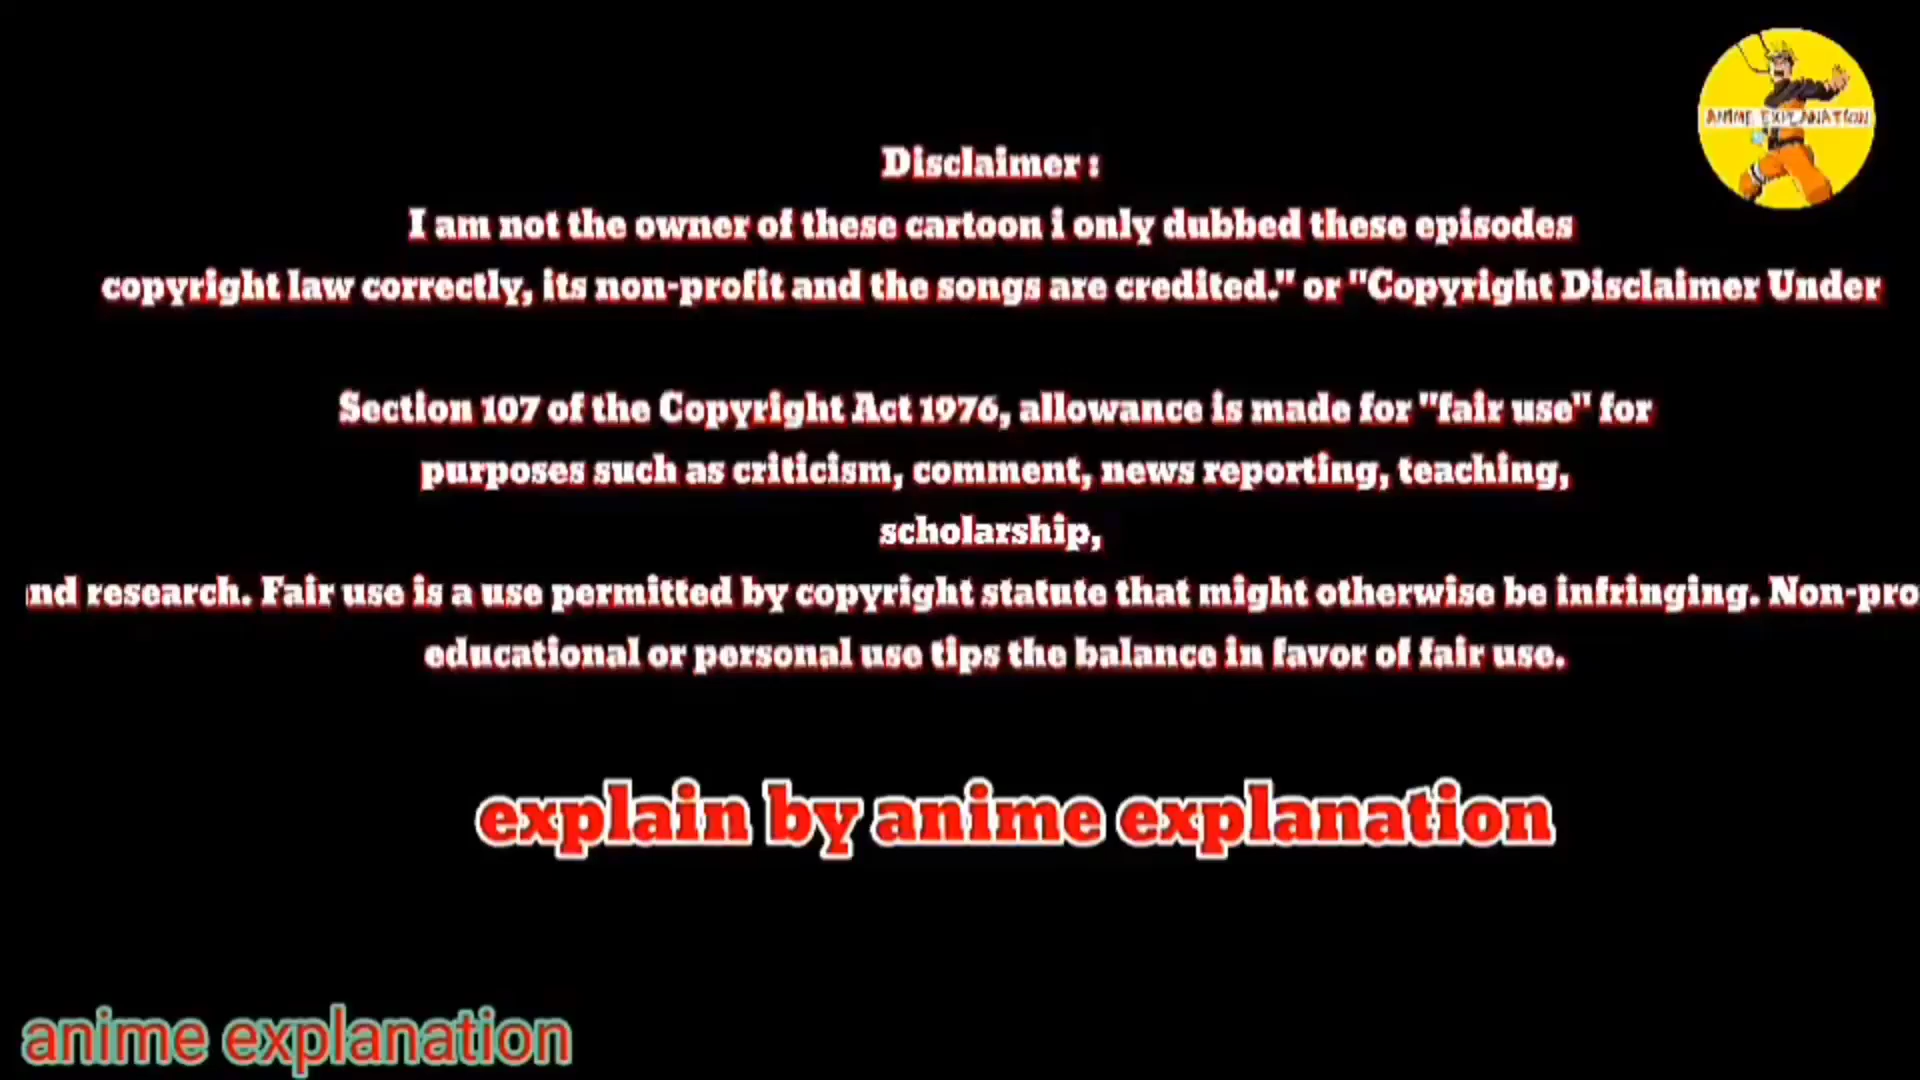 ANIME EXPLANATION
Disclaimer :
I am not the owner of these cartoon i only dubbed these episodes
copyright law correctly, its non-profit and the songs are credited." or "Copyright Disclaimer Under
Section 107 of the Copyright Act 1976, allowance is made for "fair use" for
purposes such as criticism, comment, news reporting, teaching,
scholarship,
nd research. Fair use is a use permitted by copyright statute that might otherwise be infringing. Non-pro
educational or personal use tips the balance in favor of fair use.
explain by anime explanation
anime explanation